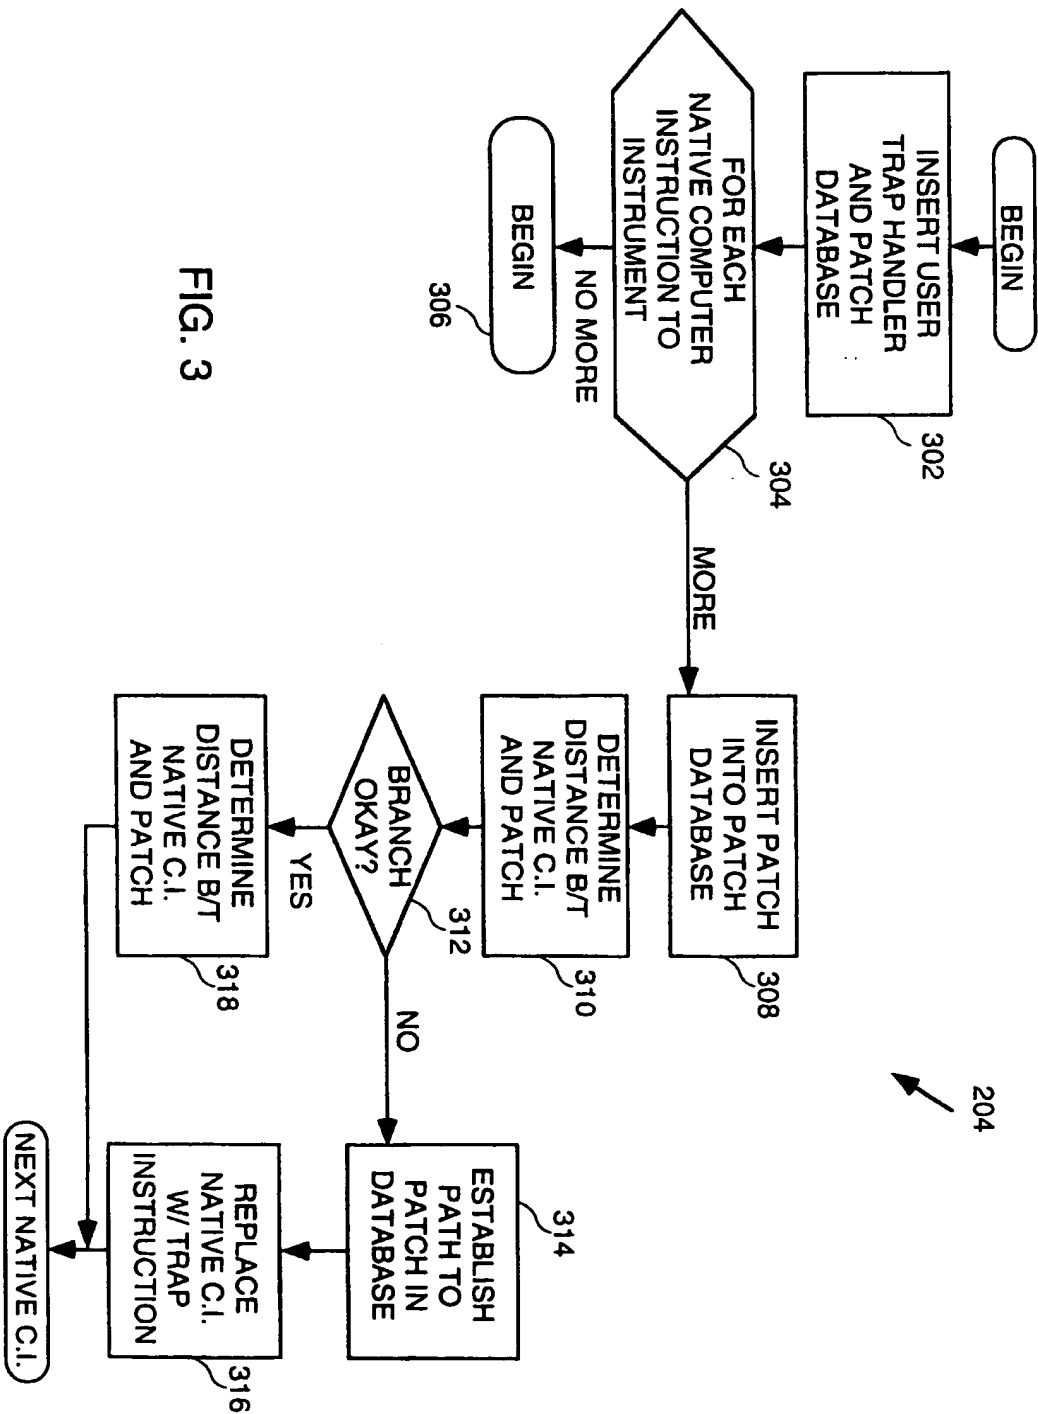 BEGIN
INSERT USER
TRAP HANDLER
AND PATCH
DATABASE
302
FOR EACH
NATIVE COMPUTER
INSTRUCTION TO
INSTRUMENT
304
NO MORE
BEGIN
306
MORE
INSERT PATCH
INTO PATCH
DATABASE
308
DETERMINE
DISTANCE B/T
NATIVE C.I.
AND PATCH
310
BRANCH
OKAY?
312
YES
DETERMINE
DISTANCE B/T
NATIVE C.I.
AND PATCH
318
NO
ESTABLISH
PATH TO
PATCH IN
DATABASE
314
REPLACE
NATIVE C.I.
W/ TRAP
INSTRUCTION
316
NEXT NATIVE C.I.
204
FIG. 3